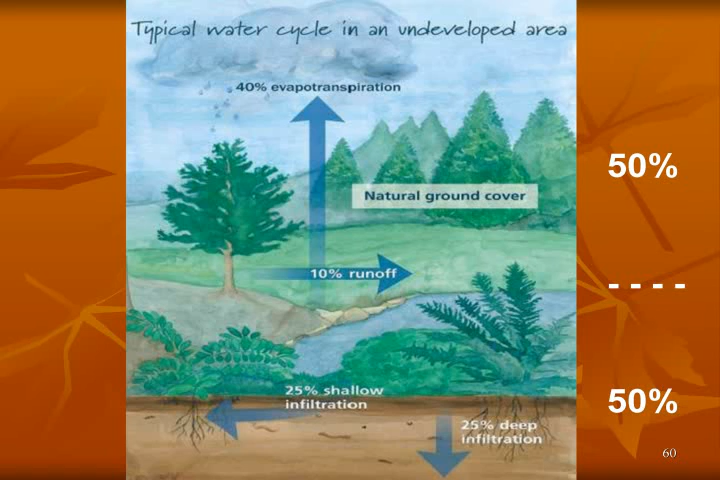 Typical water cycle in an undeveloped area
40% evapotranspiration
50%
Natural ground cover
10% runoff
- - - -
25% shallow
infiltration
50%
25% deep
infiltration
60